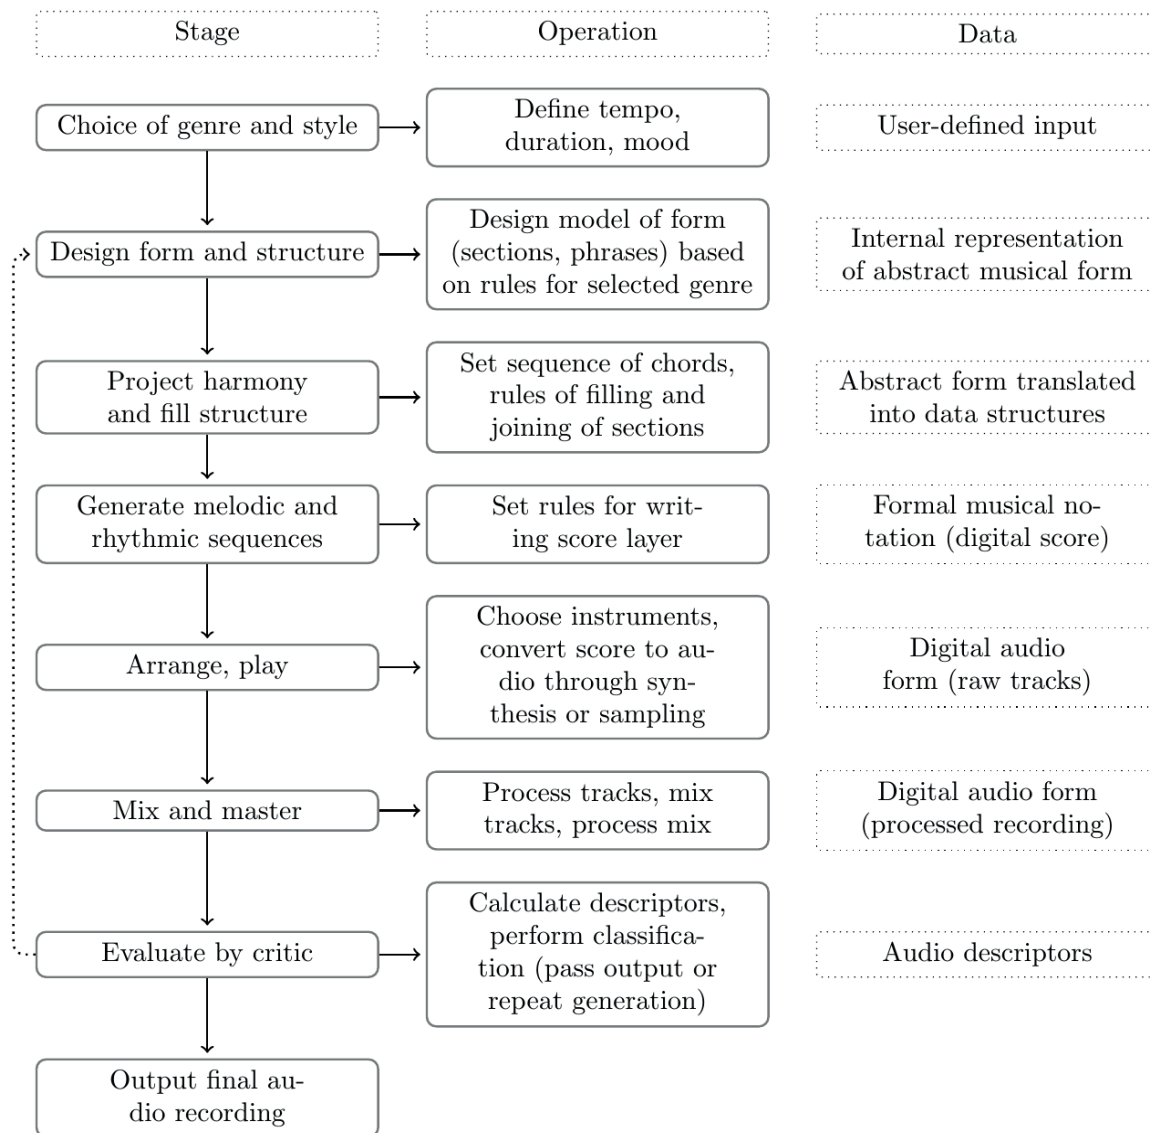 Stage
Operation
Data
Choice of genre and style
Define tempo,
duration, mood
User-defined input
Design form and structure
Design model of form
(sections, phrases) based
on rules for selected genre
Internal representation
of abstract musical form
Project harmony
and fill structure
Set sequence of chords,
rules of filling and
joining of sections
Abstract form translated
into data structures
Generate melodic and
rhythmic sequences
Set rules for writ-
ing score layer
Formal musical no-
tation (digital score)
Arrange, play
Choose instruments,
convert score to au-
dio through syn-
thesis or sampling
Digital audio
form (raw tracks)
Mix and master
Process tracks, mix
tracks, process mix
Digital audio form
(processed recording)
Evaluate by critic
Calculate descriptors,
perform classifica-
tion (pass output or
repeat generation)
Audio descriptors
Output final au-
dio recording